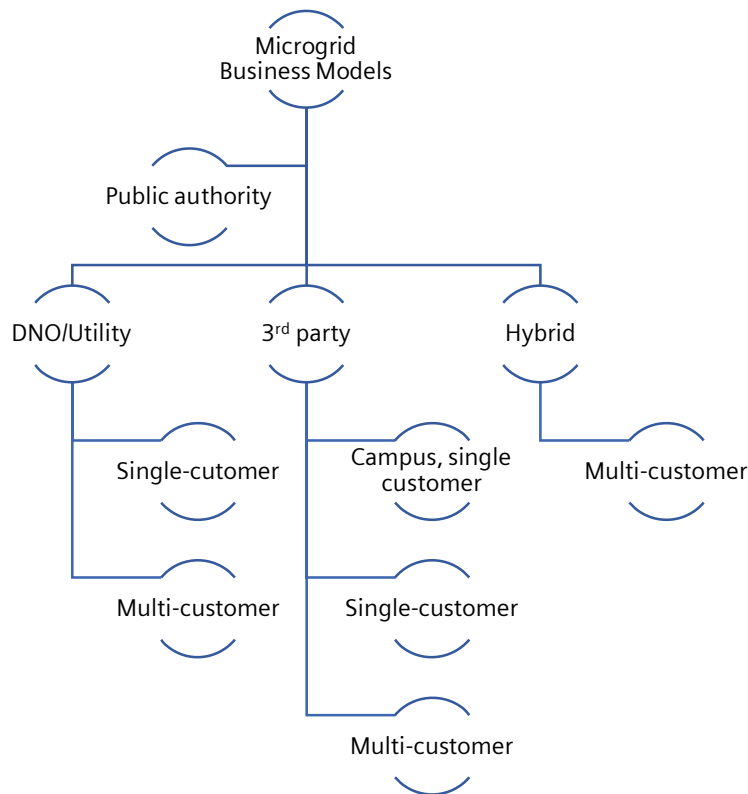 Microgrid
Business Models
Public authority
DNO/Utility
3rd party
Hybrid
Single-cutomer
Campus, single
customer
Multi-customer
Multi-customer
Single-customer
Multi-customer